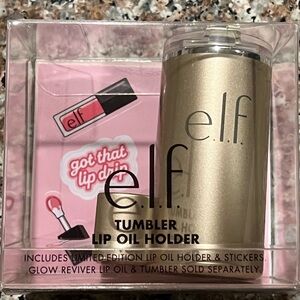 e.l.f.
elf
got that
lip drip
e.l.f.
TUMBLER
LIP OIL HOLDER
INCLUDES LIMITED EDITION LIP OIL HOLDER & STICKERS.
GLOW REVIVER LIP OIL & TUMBLER SOLD SEPARATELY.